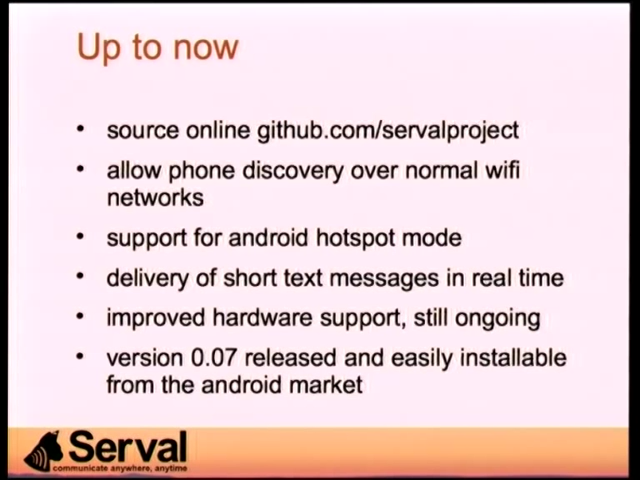 Up to now
• source online github.com/servalproject
• allow phone discovery over normal wifi
networks
• support for android hotspot mode
• delivery of short text messages in real time
• improved hardware support, still ongoing
• version 0.07 released and easily installable
from the android market
Serval
communicate anywhere, anytime